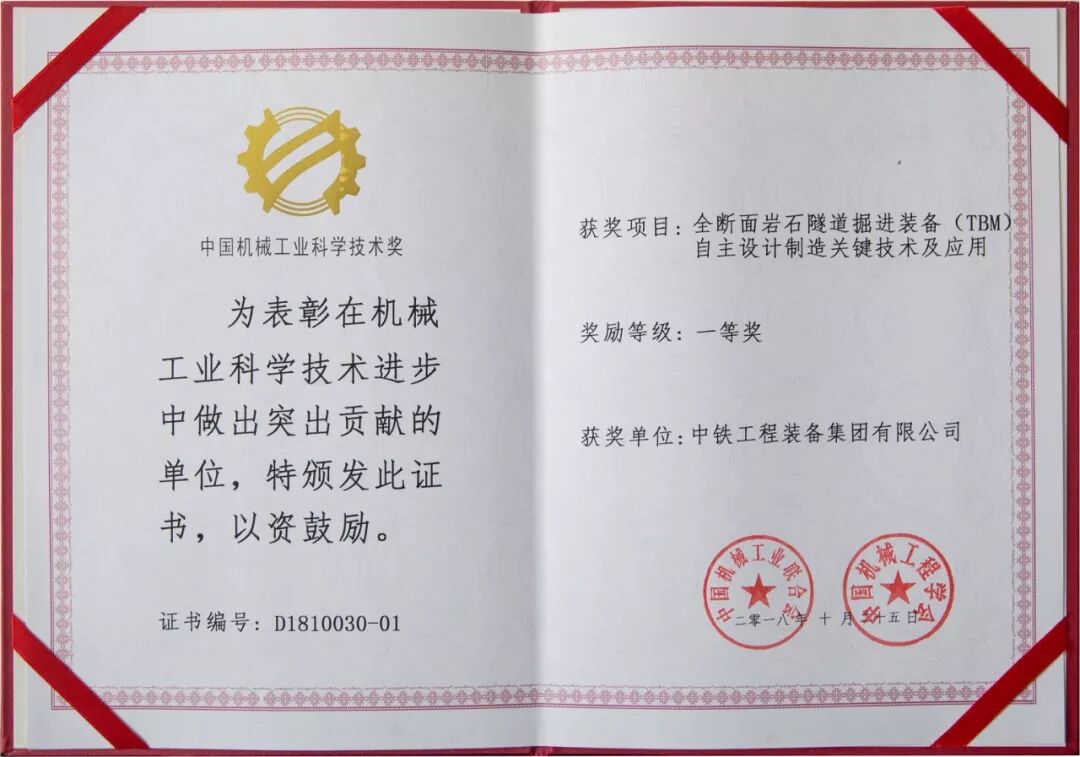 中国机械工业科学技术奖
为表彰在机械
工业科学技术进步
中做出突出贡献的
单位，特颁发此证
书，以资鼓励。
证书编号：D1810030-01
获奖项目：全断面岩石隧道掘进装备（TBM）
自主设计制造关键技术及应用
奖励等级：一等奖
获奖单位：中铁工程装备集团有限公司
中国机械工业联合会
中国机械工程学会
二零一八年 十月二十五日